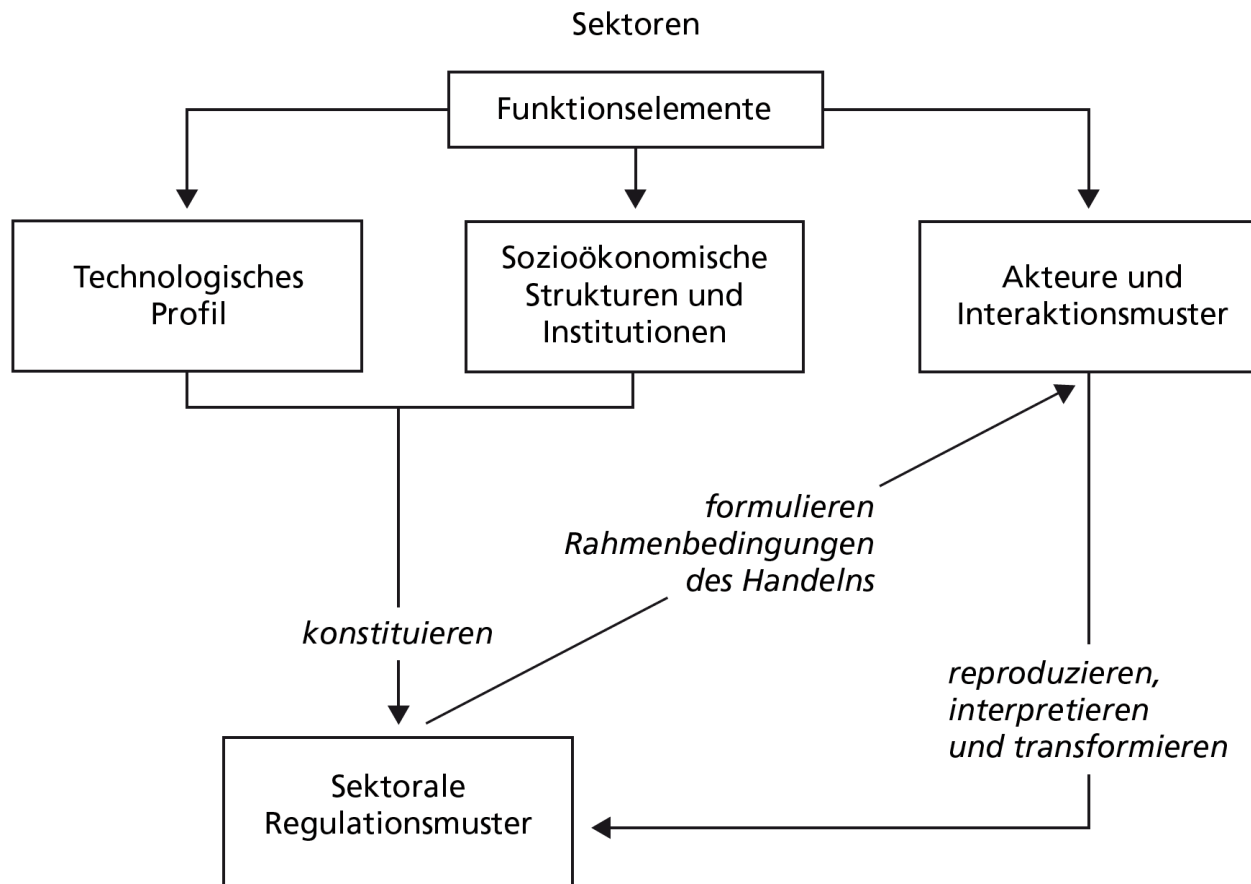 Sektoren
Funktionselemente
Technologisches
Profil
Sozioökonomische
Strukturen und
Institutionen
Akteure und
Interaktionsmuster
formulieren
Rahmenbedingungen
des Handelns
konstituieren
reproduzieren,
interpretieren
und transformieren
Sektorale
Regulationsmuster